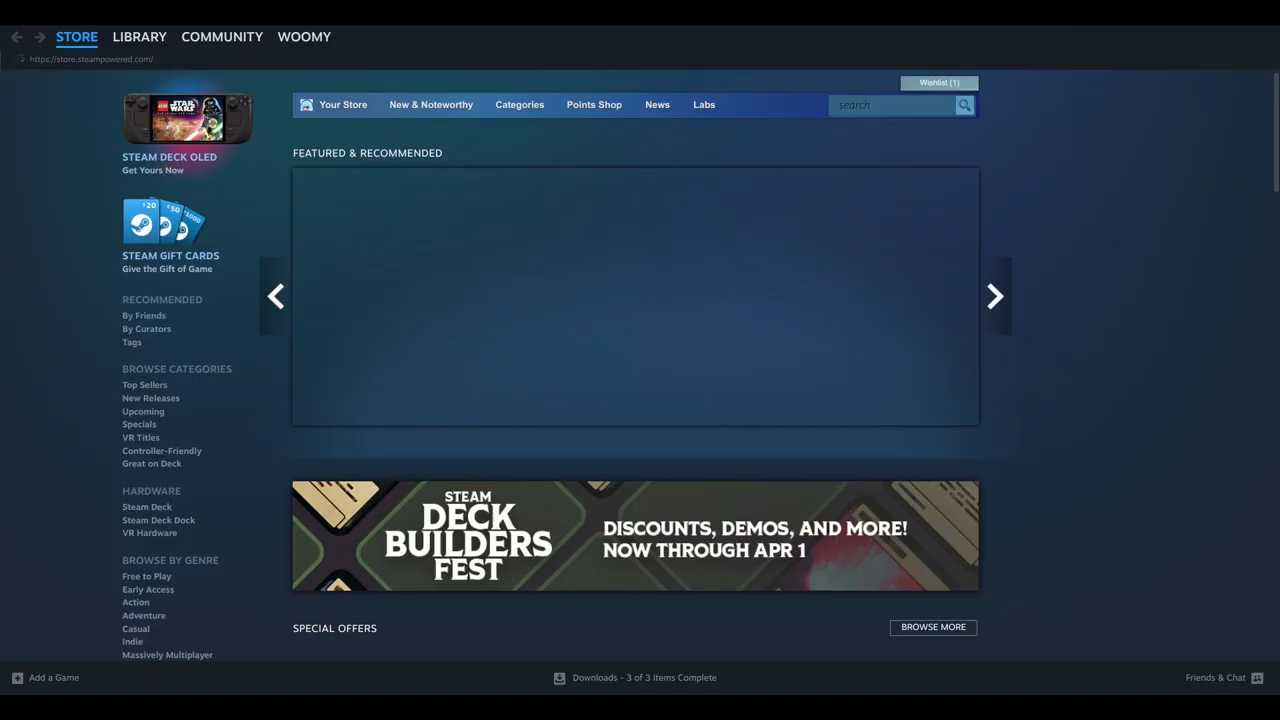 STORE LIBRARY COMMUNITY WOOMY
https://store.steampowered.com/
Wishlist (1)
Your Store New & Noteworthy Categories Points Shop News Labs search
STAR WARS
STEAM DECK OLED
Get Yours Now
FEATURED & RECOMMENDED
$20 $50
STEAM GIFT CARDS
Give the Gift of Game
RECOMMENDED
By Friends
By Curators
Tags
BROWSE CATEGORIES
Top Sellers
New Releases
Upcoming
Specials
VR Titles
Controller-Friendly
Great on Deck
HARDWARE
Steam Deck
Steam Deck Dock
VR Hardware
BROWSE BY GENRE
Free to Play
Early Access
Action
Adventure
Casual
Indie
Massively Multiplayer
STEAM
DECK
BUILDERS
FEST
DISCOUNTS, DEMOS, AND MORE!
NOW THROUGH APR 1
SPECIAL OFFERS BROWSE MORE
Add a Game Downloads - 3 of 3 Items Complete Friends & Chat